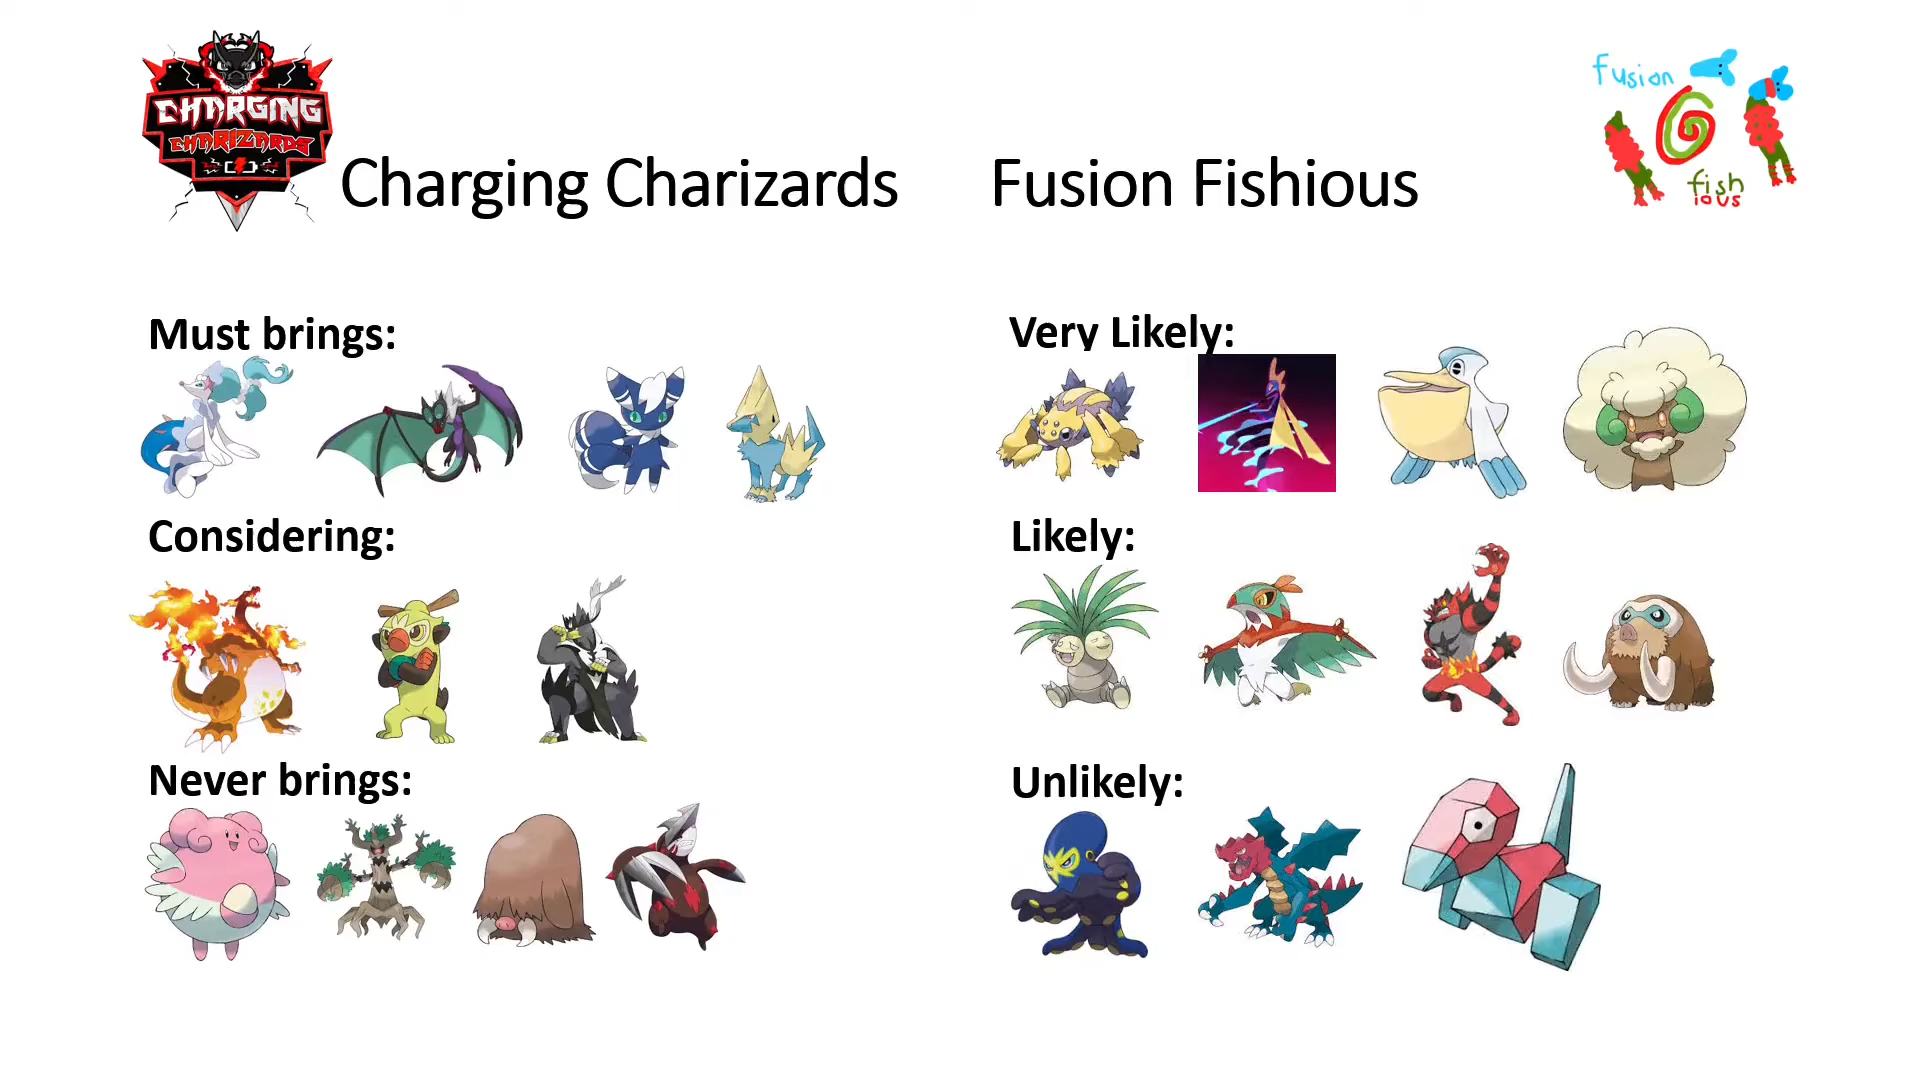 CHARGING
CHARIZARDS
Charging Charizards
Fusion Fishious
fusion
fish
ious
Must brings:
Very Likely:
Considering:
Likely:
Never brings:
Unlikely: